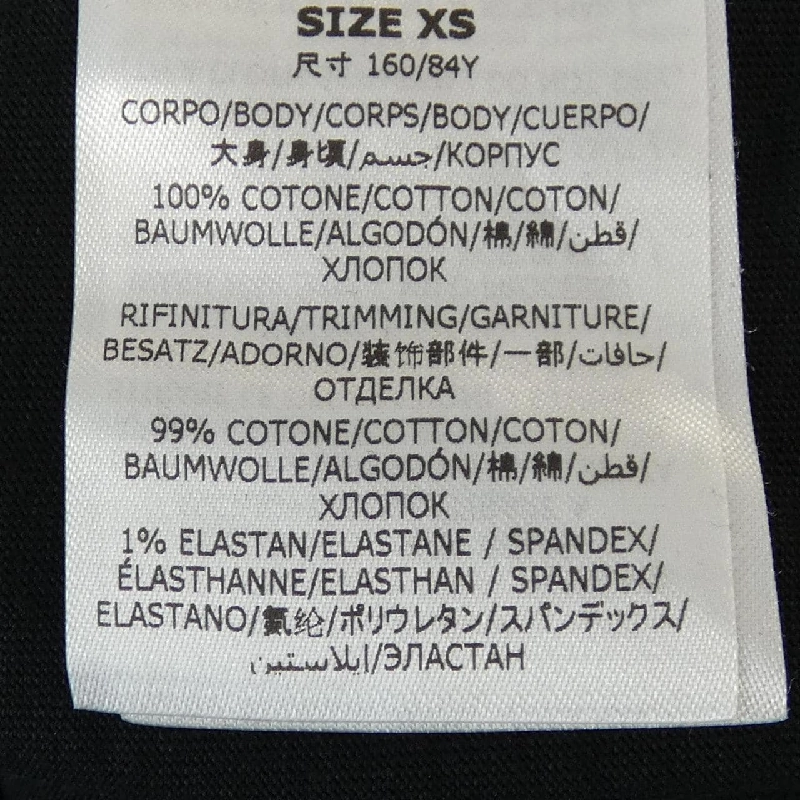 SIZE XS
尺寸 160/84Y
CORPO/BODY/CORPS/BODY/CUERPO/
大身/身頃/جسم/КОРПУС
100% COTONE/COTTON/COTON/
BAUMWOLLE/ALGODÓN/棉/綿/قطن/
ХЛОПОК
RIFINITURA/TRIMMING/GARNITURE/
BESATZ/ADORNO/装饰部件/一部/حافات/
ОТДЕЛКА
99% COTONE/COTTON/COTON/
BAUMWOLLE/ALGODÓN/棉/綿/قطن/
ХЛОПОК
1% ELASTAN/ELASTANE / SPANDEX/
ÉLASTHANNE/ELASTHAN / SPANDEX/
ELASTANO/氨纶/ポリウレタン/スパンデックス/
إيلاستين/ЭЛАСТАН